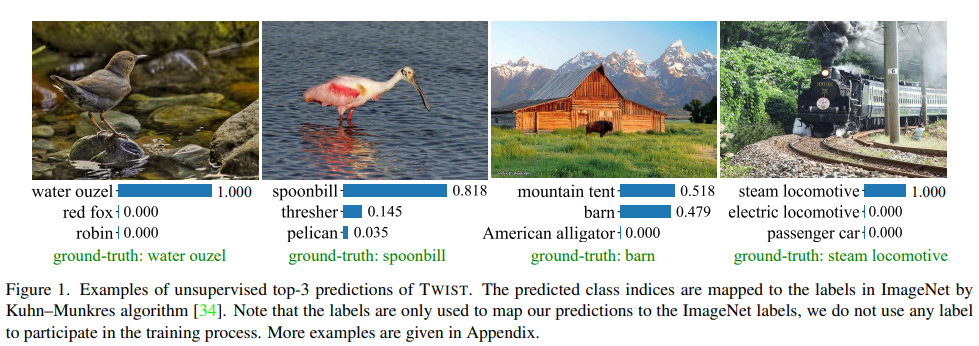 water ouzel 1.000
red fox 0.000
robin 0.000
ground-truth: water ouzel
spoonbill 0.818
thresher 0.145
pelican 0.035
ground-truth: spoonbill
mountain tent 0.518
barn 0.479
American alligator 0.000
ground-truth: barn
steam locomotive 1.000
electric locomotive 0.000
passenger car 0.000
ground-truth: steam locomotive
Figure 1. Examples of unsupervised top-3 predictions of TWIST. The predicted class indices are mapped to the labels in ImageNet by
Kuhn–Munkres algorithm [34]. Note that the labels are only used to map our predictions to the ImageNet labels, we do not use any label
to participate in the training process. More examples are given in Appendix.